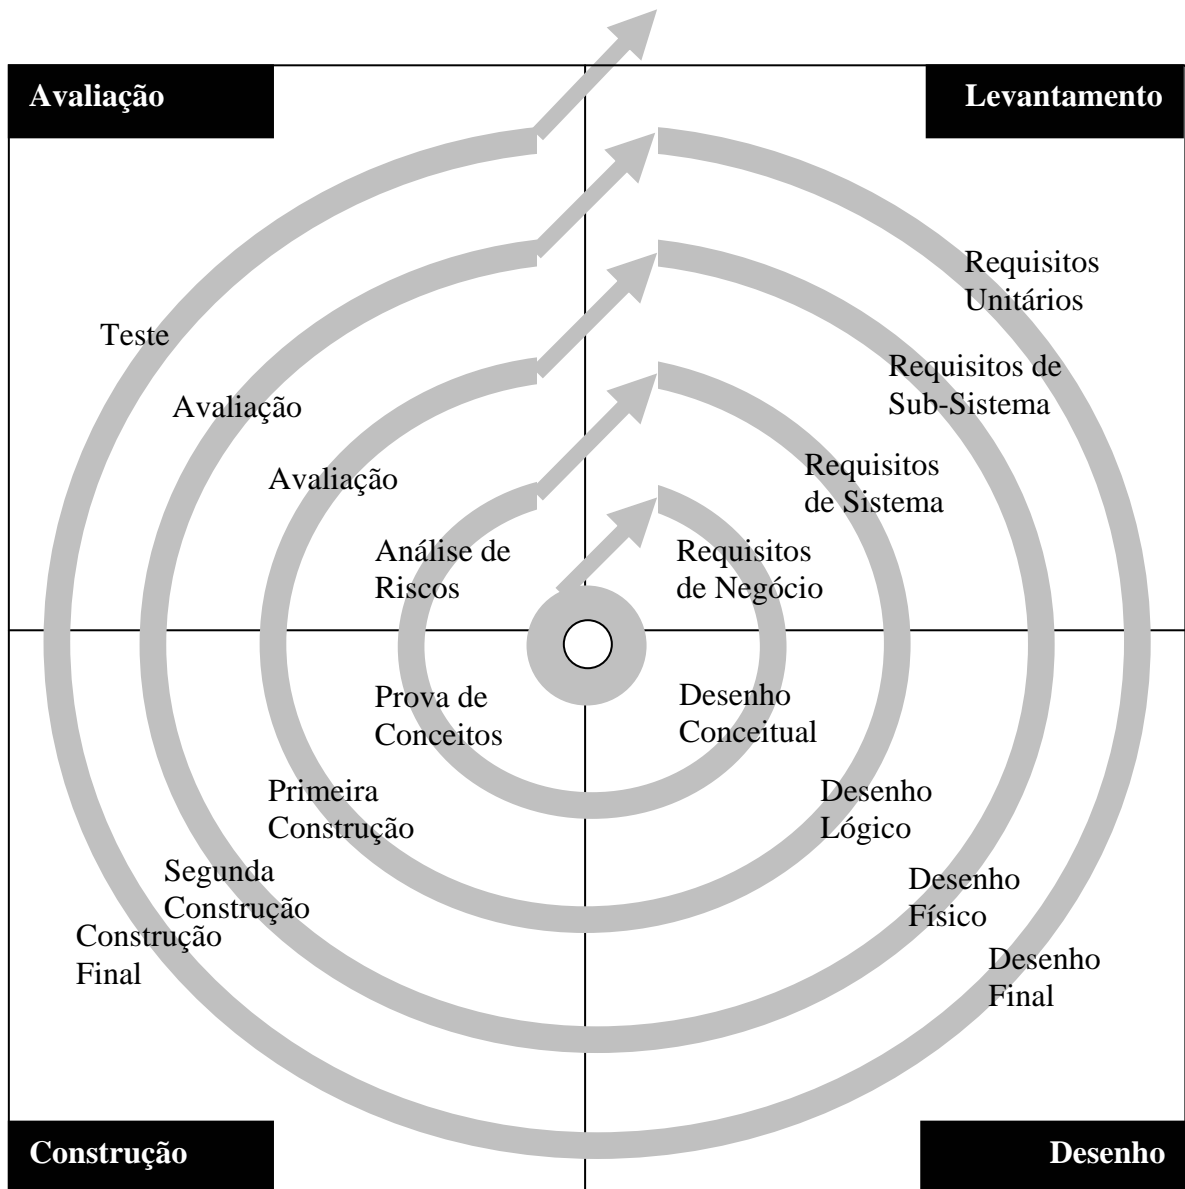 Avaliação
Levantamento
Requisitos
Unitários
Teste
Requisitos de
Sub-Sistema
Avaliação
Requisitos
de Sistema
Avaliação
Análise de
Riscos
Requisitos
de Negócio
Prova de
Conceitos
Desenho
Conceitual
Primeira
Construção
Desenho
Lógico
Segunda
Construção
Desenho
Físico
Construção
Final
Desenho
Final
Construção
Desenho